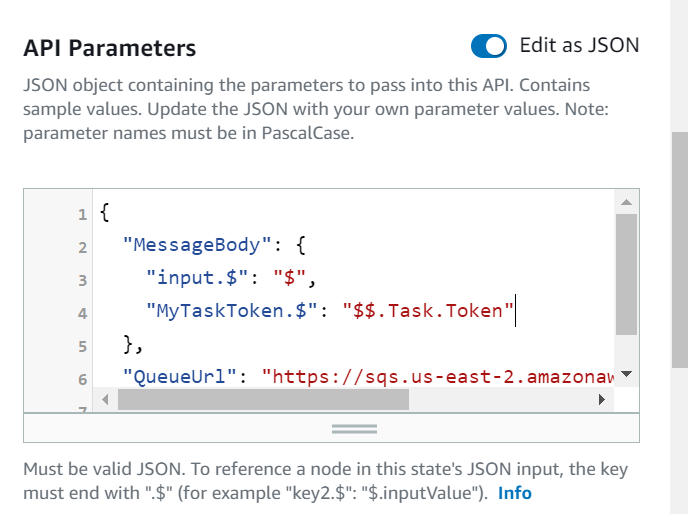 API Parameters
Edit as JSON
JSON object containing the parameters to pass into this API. Contains
sample values. Update the JSON with your own parameter values. Note:
parameter names must be in PascalCase.
1 {
2 "MessageBody": {
3 "input.$": "$",
4 "MyTaskToken.$": "$$.Task.Token"
5 },
6 "QueueUrl": "https://sqs.us-east-2.amazonaw
7
Must be valid JSON. To reference a node in this state's JSON input, the key
must end with ".$" (for example "key2.$": "$.inputValue"). Info